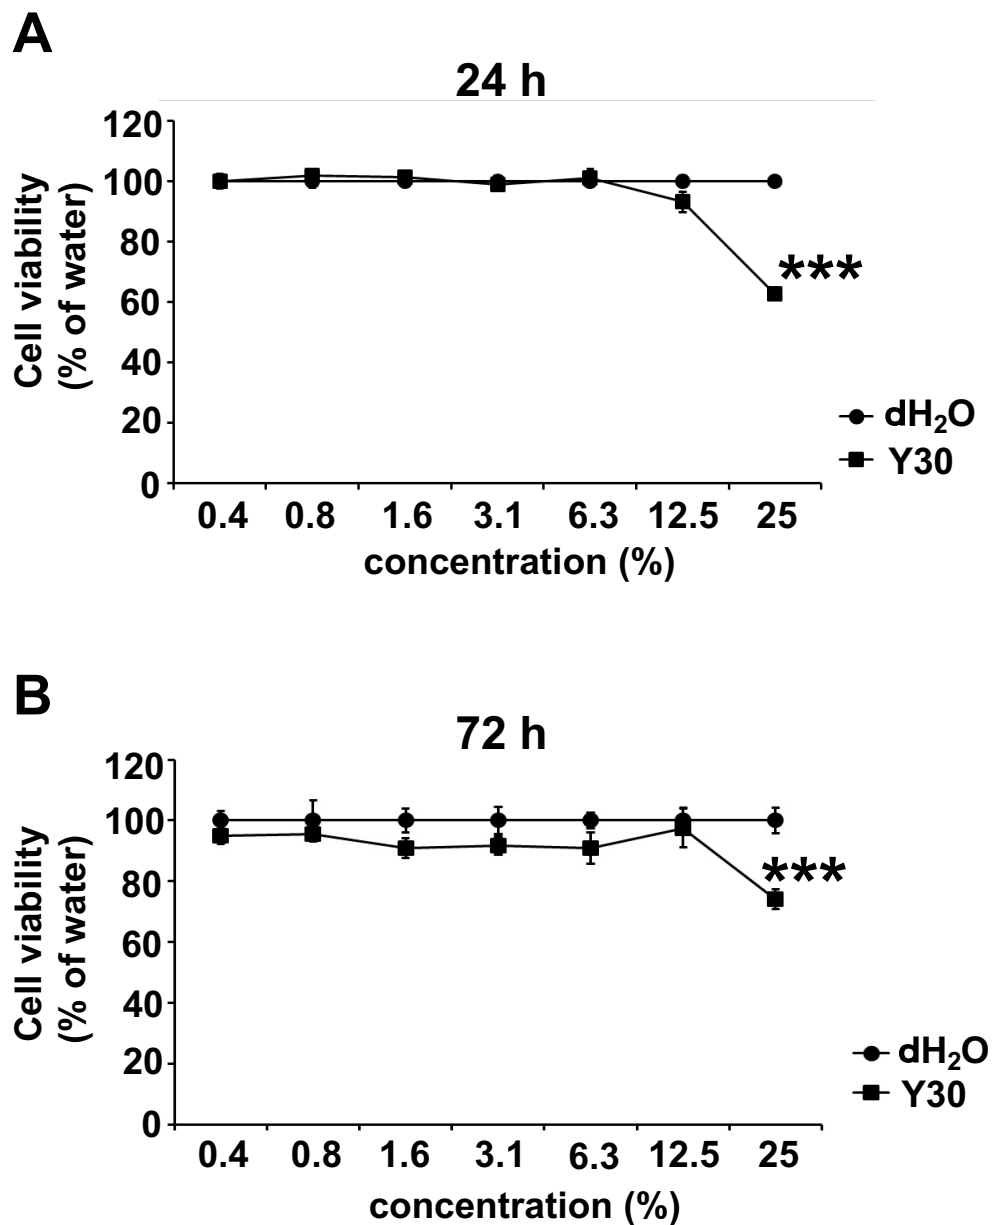 A
24 h
120
100
80
60
40
20
0
Cell viability
(% of water)
***
dH₂O
Y30
0.4 0.8 1.6 3.1 6.3 12.5 25
concentration (%)
B
72 h
120
100
80
60
40
20
0
Cell viability
(% of water)
***
dH₂O
Y30
0.4 0.8 1.6 3.1 6.3 12.5 25
concentration (%)